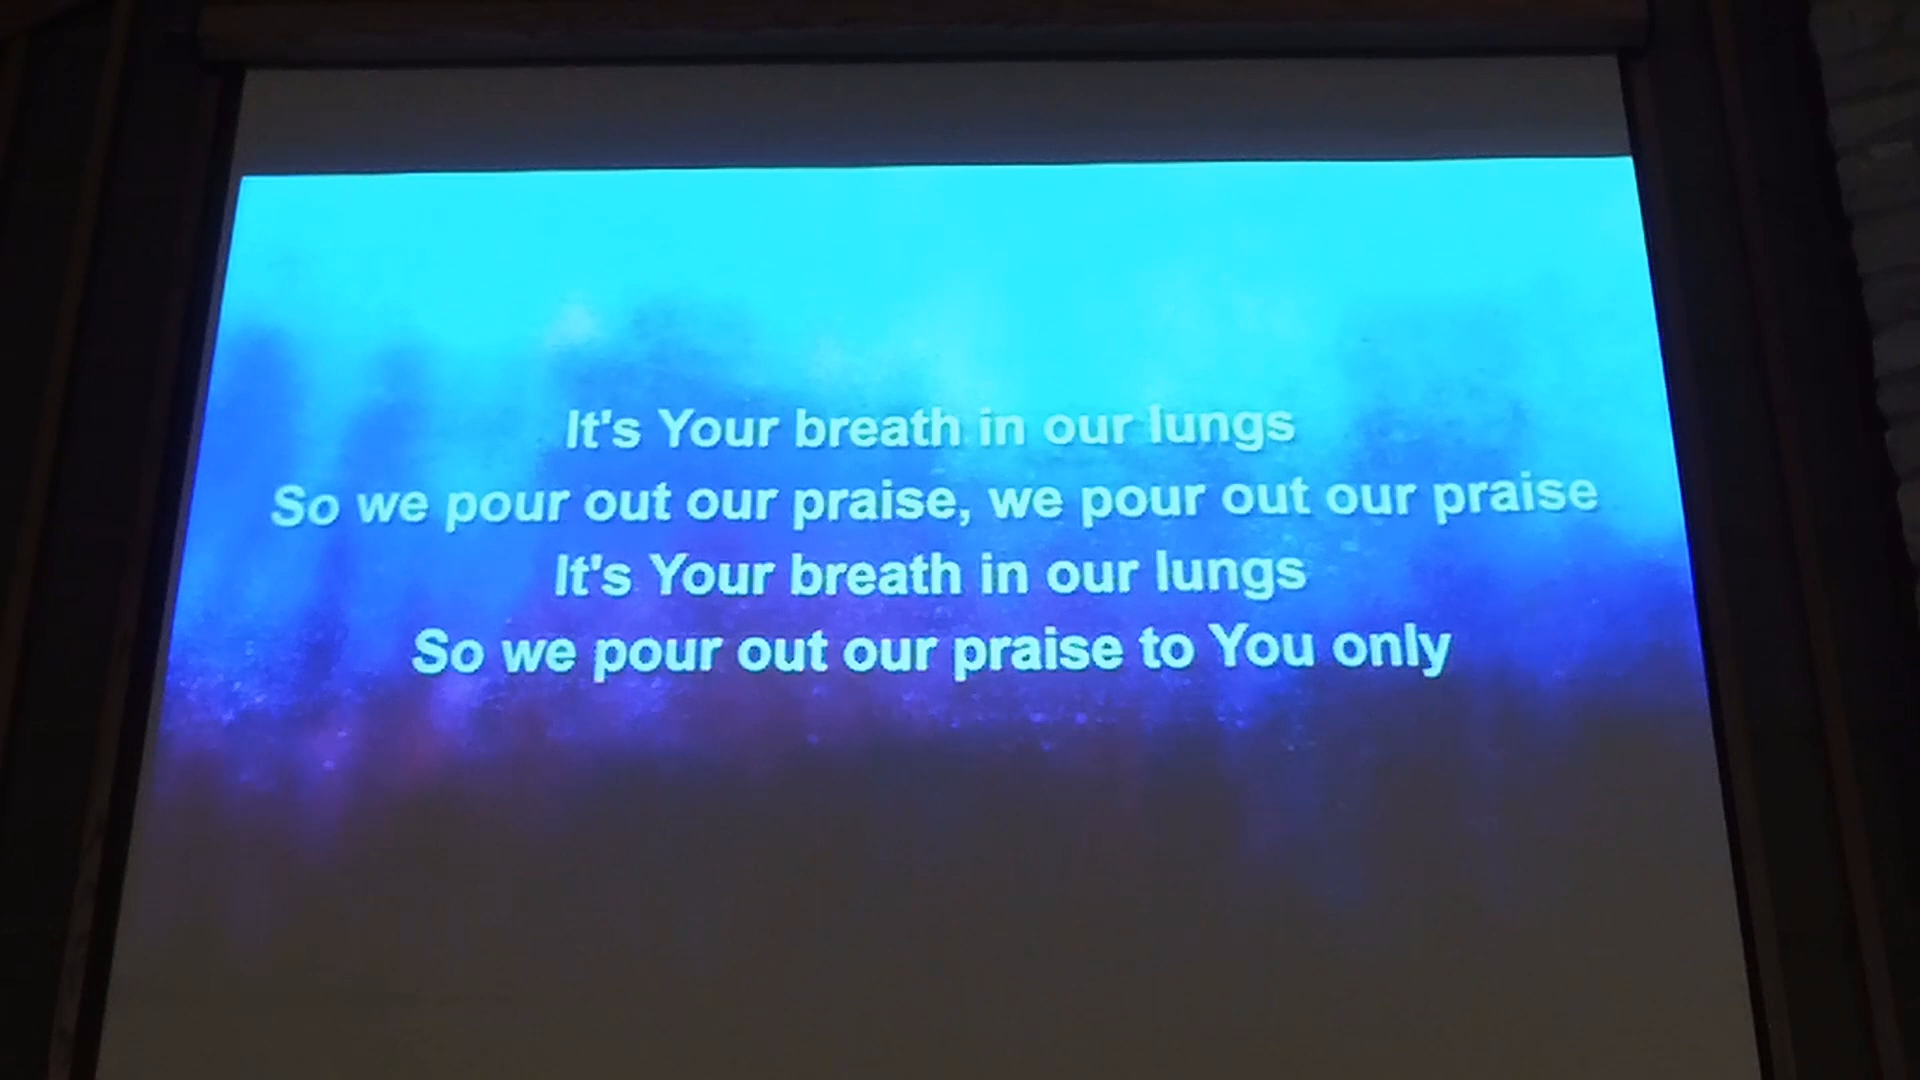 It's Your breath in our lungs
So we pour out our praise, we pour out our praise
It's Your breath in our lungs
So we pour out our praise to You only